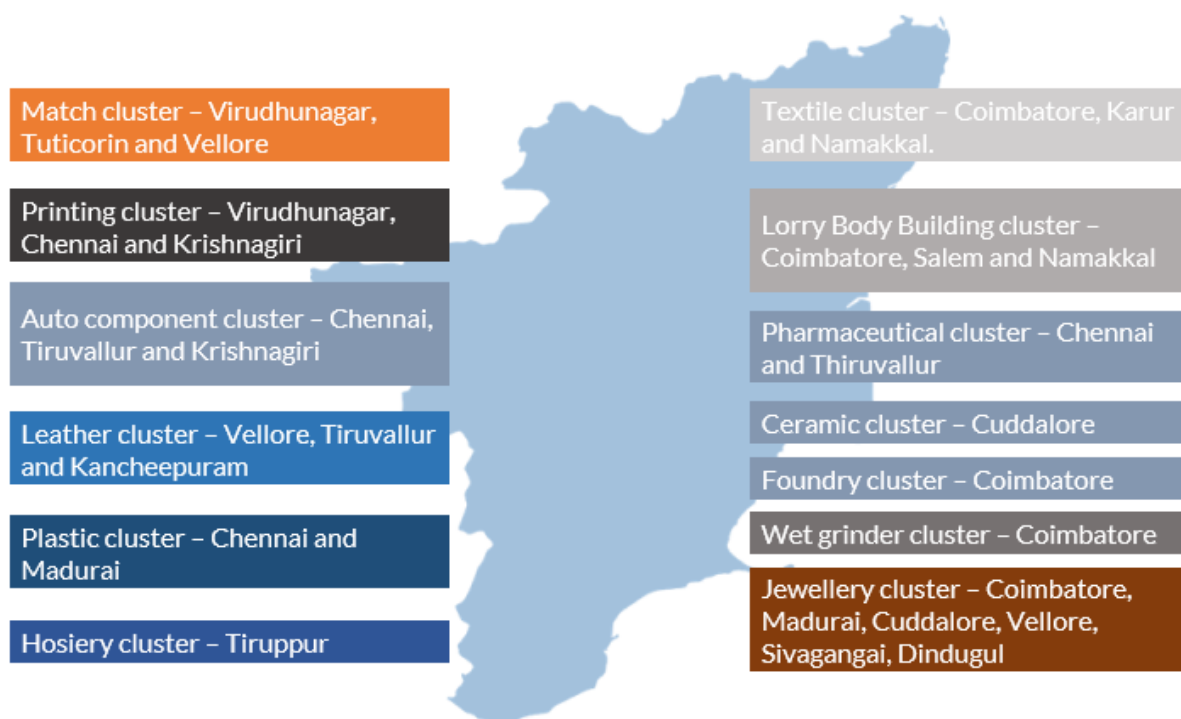 Match cluster – Virudhunagar,
Tuticorin and Vellore
Printing cluster – Virudhunagar,
Chennai and Krishnagiri
Auto component cluster – Chennai,
Tiruvallur and Krishnagiri
Leather cluster – Vellore, Tiruvallur
and Kancheepuram
Plastic cluster – Chennai and
Madurai
Hosiery cluster – Tiruppur
Textile cluster – Coimbatore, Karur
and Namakkal.
Lorry Body Building cluster –
Coimbatore, Salem and Namakkal
Pharmaceutical cluster – Chennai
and Thiruvallur
Ceramic cluster – Cuddalore
Foundry cluster – Coimbatore
Wet grinder cluster – Coimbatore
Jewellery cluster – Coimbatore,
Madurai, Cuddalore, Vellore,
Sivagangai, Dindugul